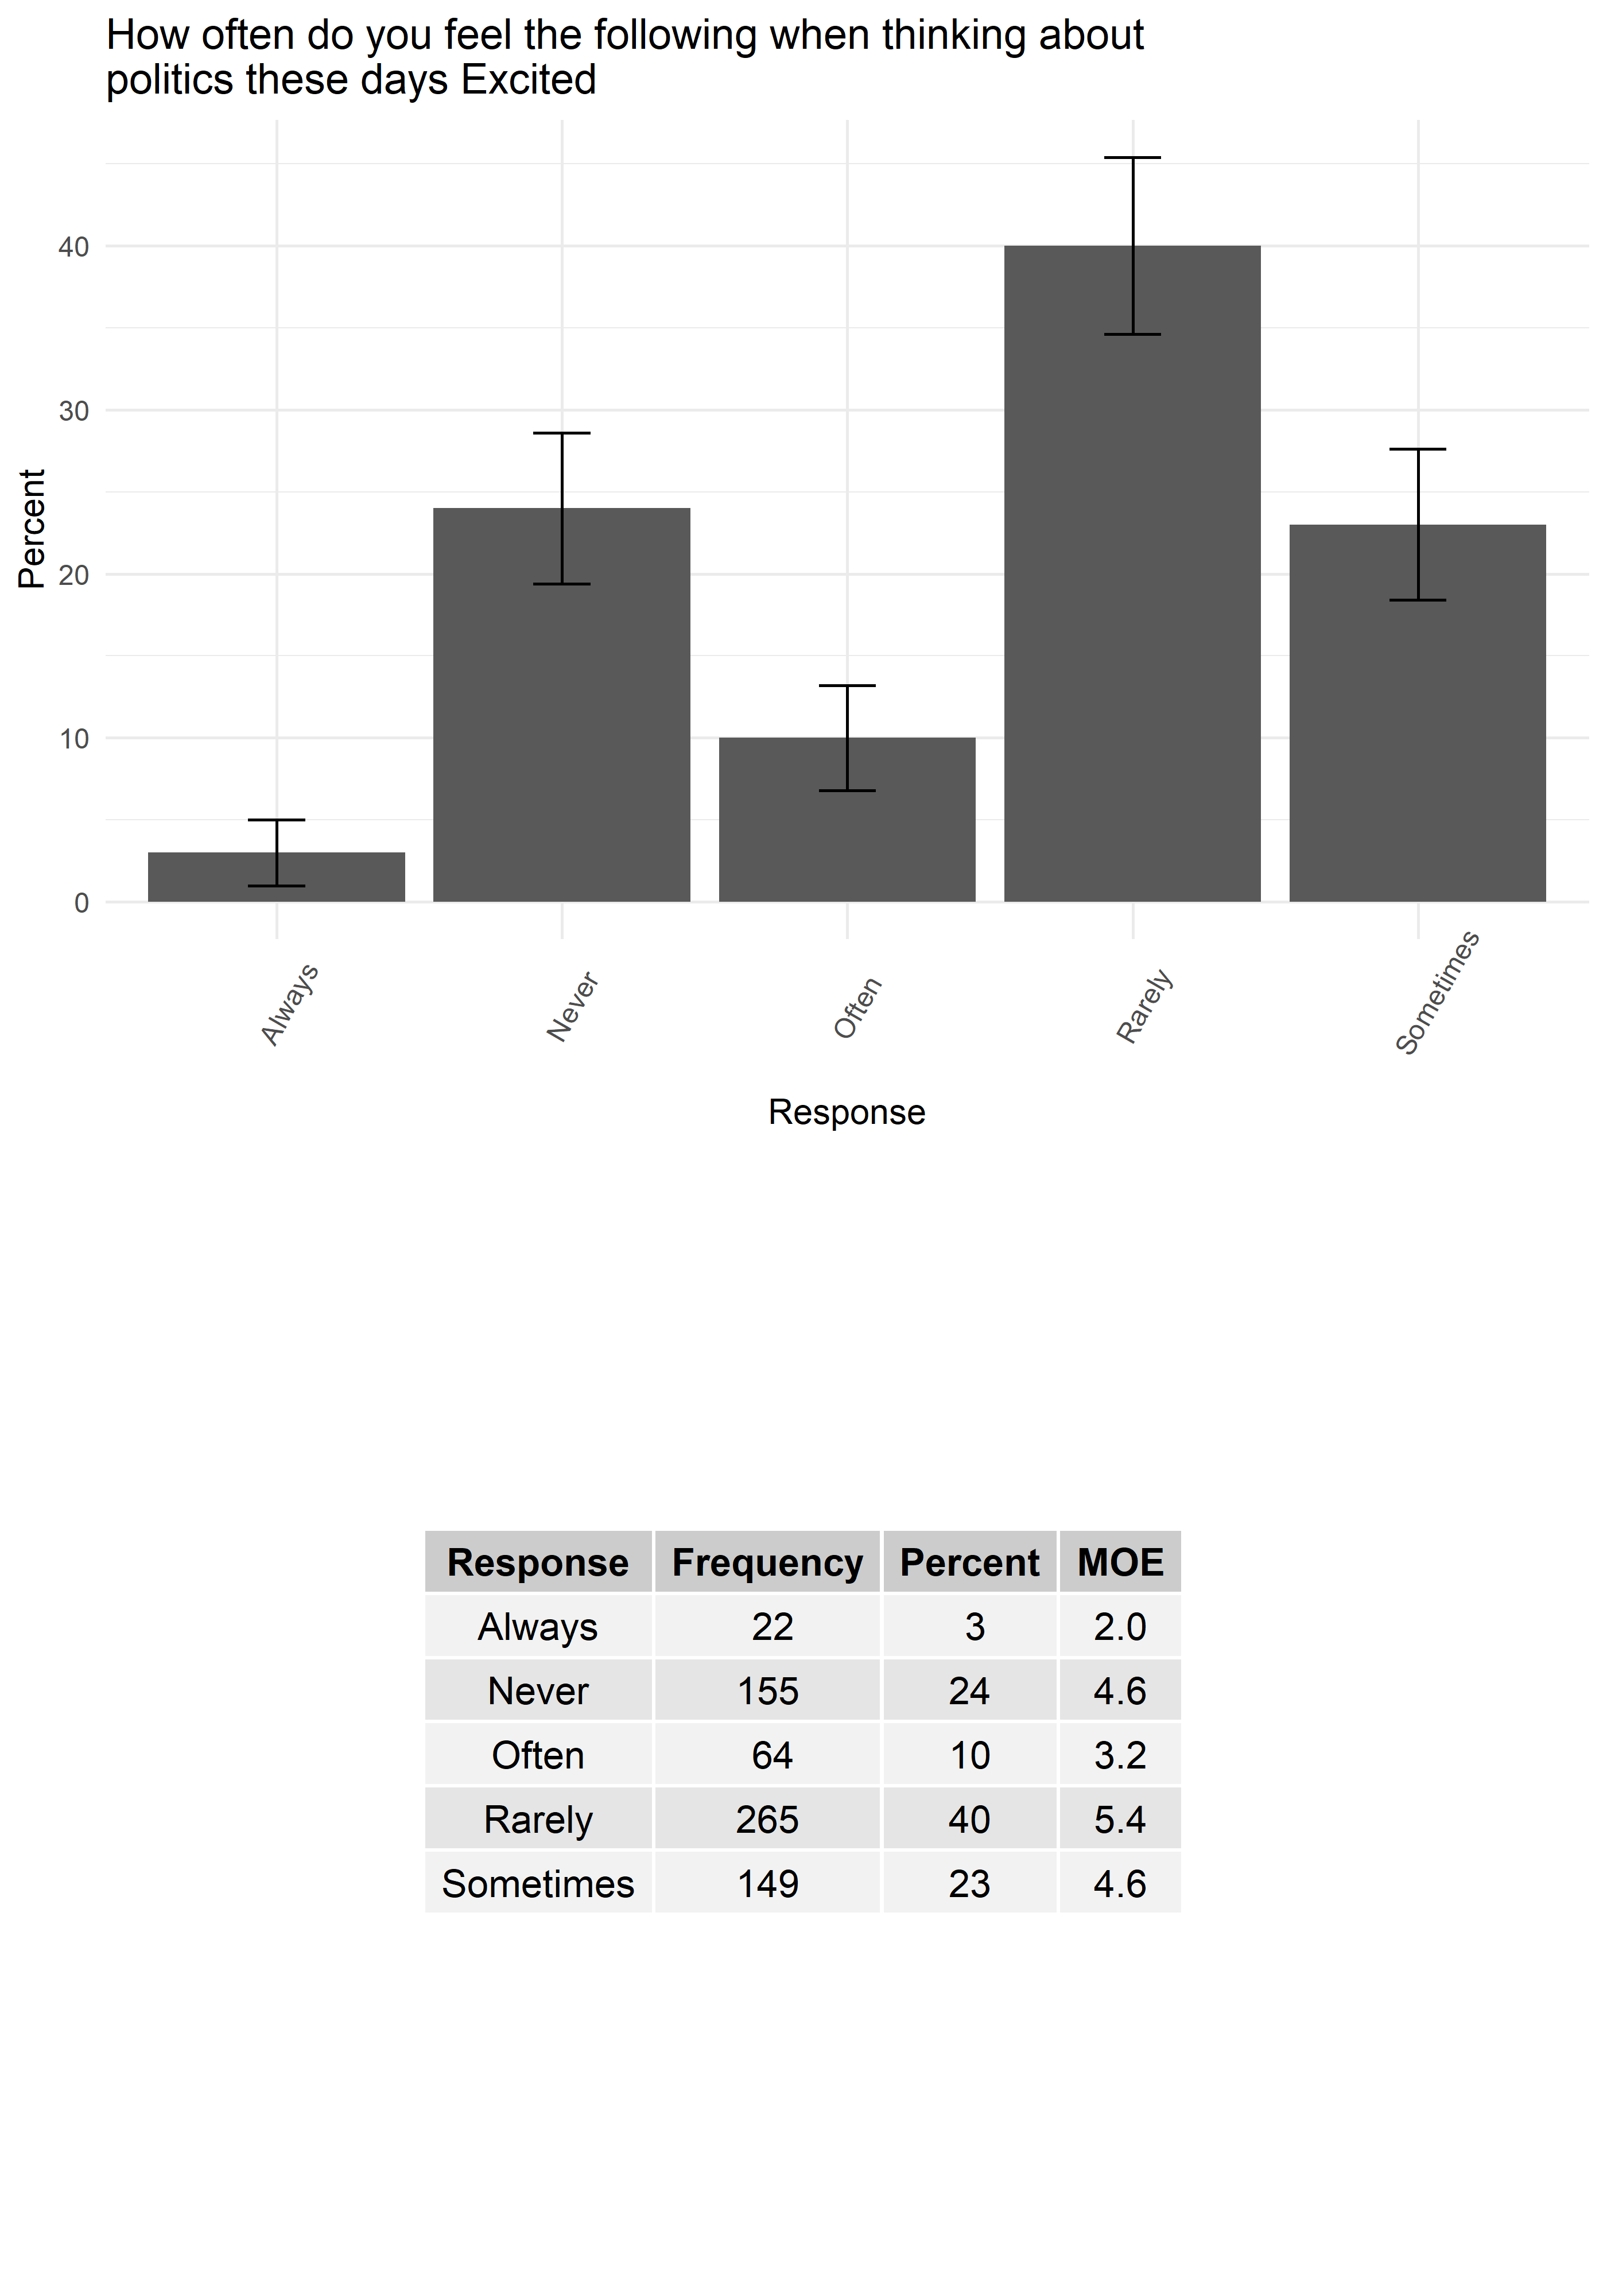 How often do you feel the following when thinking about
politics these days Excited
Percent
40
30
20
10
0
Always
Never
Often
Rarely
Sometimes
Response
Response Frequency Percent MOE
Always 22 3 2.0
Never 155 24 4.6
Often 64 10 3.2
Rarely 265 40 5.4
Sometimes 149 23 4.6